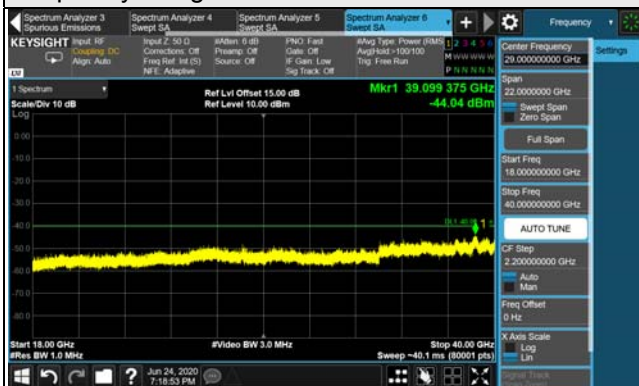 Spectrum Analyzer 3
Spurious Emissions
Spectrum Analyzer 4
Swept SA
Spectrum Analyzer 5
Swept SA
Spectrum Analyzer 6
Swept SA
Frequency
KEYSIGHT
Input: RF
Coupling: DC
Align: Auto
Input Z: 50 Ω
Corrections: Off
Freq Ref: Int (S)
NFE: Adaptive
#Atten: 6 dB
Preamp: Off
Source: Off
PNO: Fast
Gate: Off
IF Gain: Low
Sig Track: Off
#Avg Type: Power (RMS
Avg|Hold>100/100
Trig: Free Run
1 2 3 4 5 6
M W W W W W
P N N N N N
LXI
Center Frequency
29.000000000 GHz
Settings
1 Spectrum
Ref Lvl Offset 15.00 dB
Mkr1 39.099 375 GHz
Scale/Div 10 dB
Ref Level 10.00 dBm
-44.04 dBm
Log
Span
22.0000000 GHz
Swept Span
Zero Span
Full Span
Start Freq
18.000000000 GHz
Stop Freq
40.000000000 GHz
AUTO TUNE
CF Step
2.200000000 GHz
Auto
Man
Freq Offset
0 Hz
X Axis Scale
Log
Lin
Signal Track
0.00
-10.0
-20.0
-30.0
-40.0
-50.0
-60.0
-70.0
-80.0
1
Start 18.00 GHz
#Video BW 3.0 MHz
Stop 40.00 GHz
#Res BW 1.0 MHz
Sweep ~40.1 ms (80001 pts)
?
Jun 24, 2020
7:18:53 PM